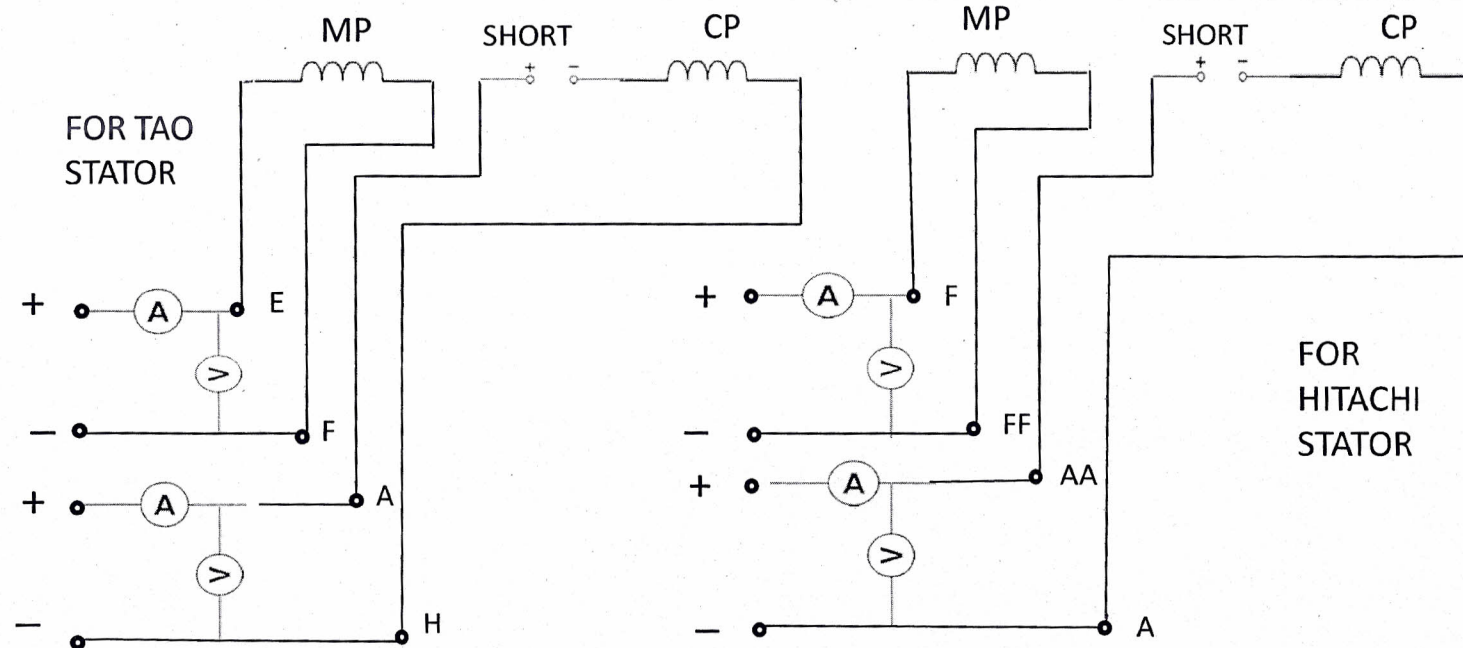 MP
SHORT
+ -
CP
FOR TAO
STATOR
+
A
E
V
-
F
+
A
A
V
-
H
MP
SHORT
+ -
CP
+
A
F
V
-
FF
+
A
AA
V
-
A
FOR
HITACHI
STATOR